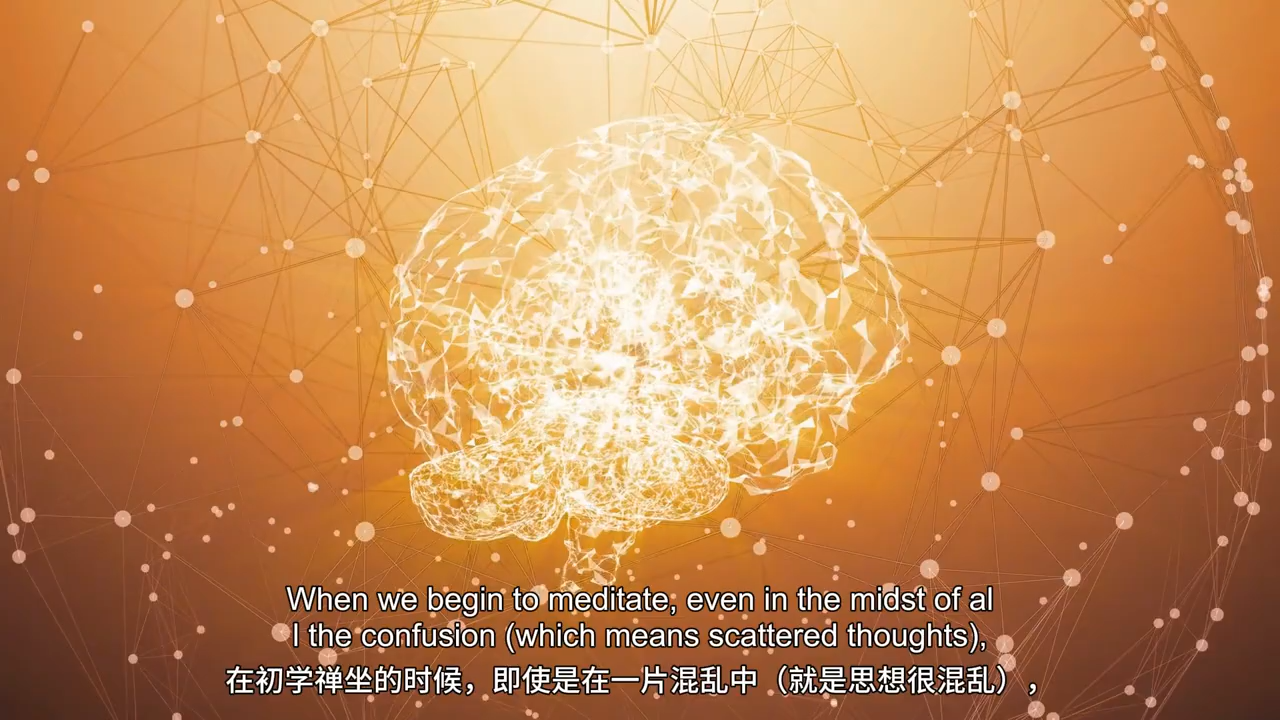 When we begin to meditate, even in the midst of al
l the confusion (which means scattered thoughts),
在初学禅坐的时候，即使是在一片混乱中（就是思想很混乱），